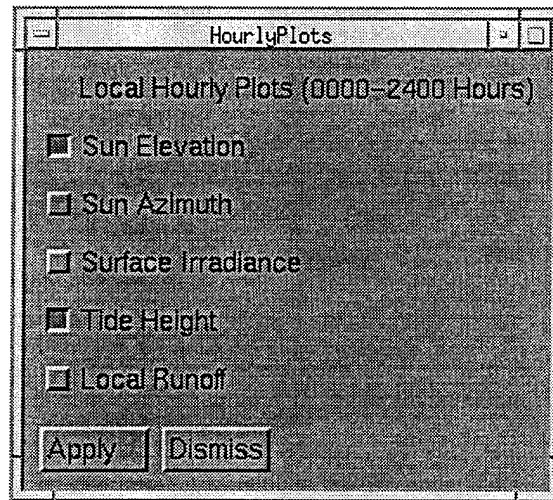 HourlyPlots
Local Hourly Plots (0000-2400 Hours)
Sun Elevation
Sun Azimuth
Surface Irradiance
Tide Height
Local Runoff
Apply
Dismiss